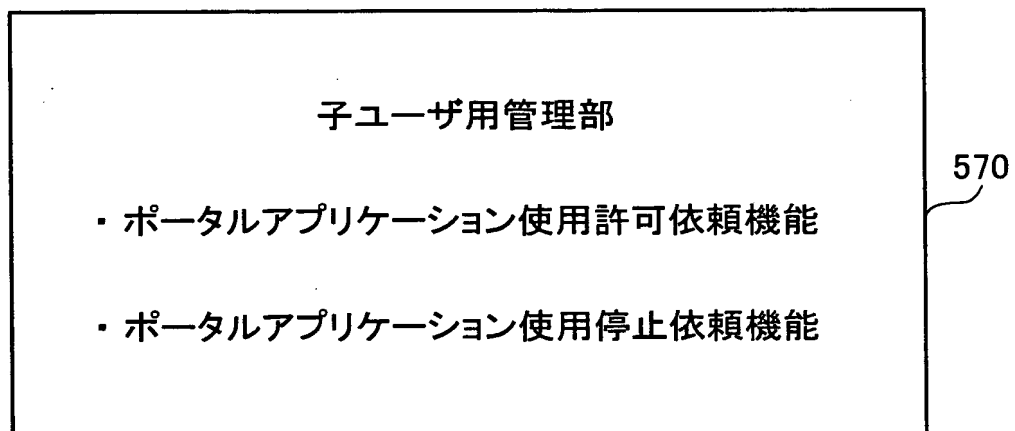 子ユーザ用管理部
570
・ポータルアプリケーション使用許可依頼機能
・ポータルアプリケーション使用停止依頼機能